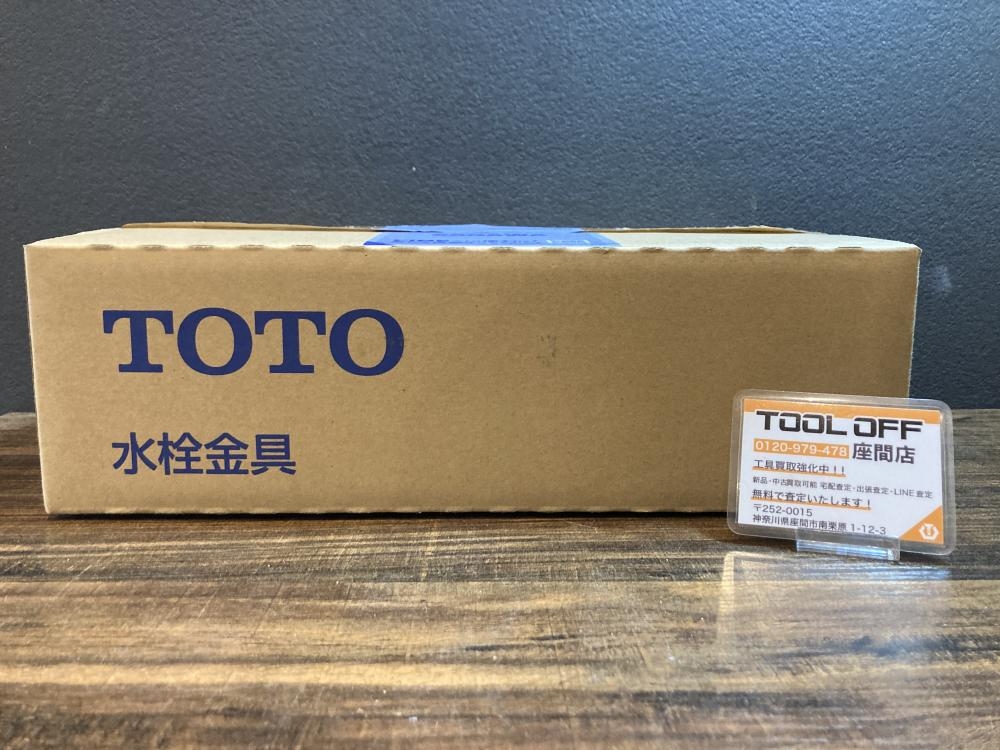 TOTO
水栓金具
TOOL OFF
0120-979-478 座間店
工具買取強化中!!
新品・中古買取可能 宅配査定・出張査定・LINE査定
無料で査定いたします!
〒252-0015
神奈川県座間市南栗原 1-12-3